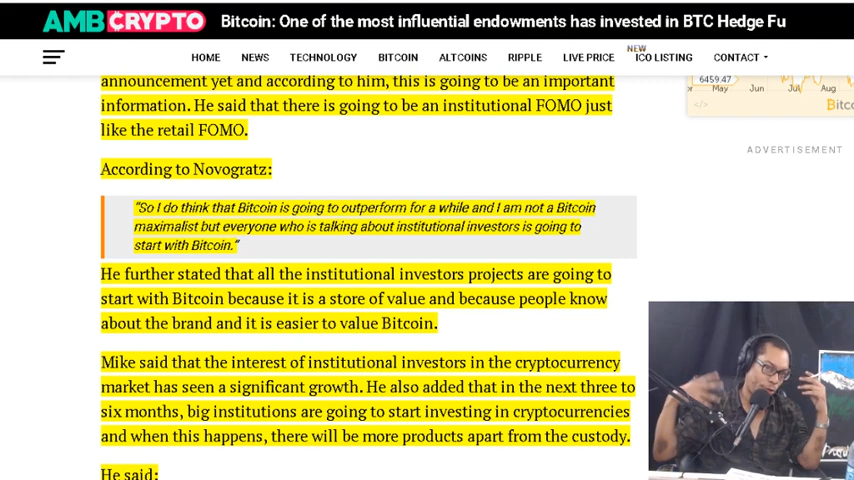 AMBCRYPTO
Bitcoin: One of the most influential endowments has invested in BTC Hedge Fu
NEW
HOME NEWS TECHNOLOGY BITCOIN ALTCOINS RIPPLE LIVE PRICE ICO LISTING CONTACT
announcement yet and according to him, this is going to be an important
information. He said that there is going to be an institutional FOMO just
like the retail FOMO.
6459.47
May Jun Jul Aug
</>
Bitco
ADVERTISEMENT
According to Novogratz:
“So I do think that Bitcoin is going to outperform for a while and I am not a Bitcoin
maximalist but everyone who is talking about institutional investors is going to
start with Bitcoin.”
He further stated that all the institutional investors projects are going to
start with Bitcoin because it is a store of value and because people know
about the brand and it is easier to value Bitcoin.
Mike said that the interest of institutional investors in the cryptocurrency
market has seen a significant growth. He also added that in the next three to
six months, big institutions are going to start investing in cryptocurrencies
and when this happens, there will be more products apart from the custody.
He said: